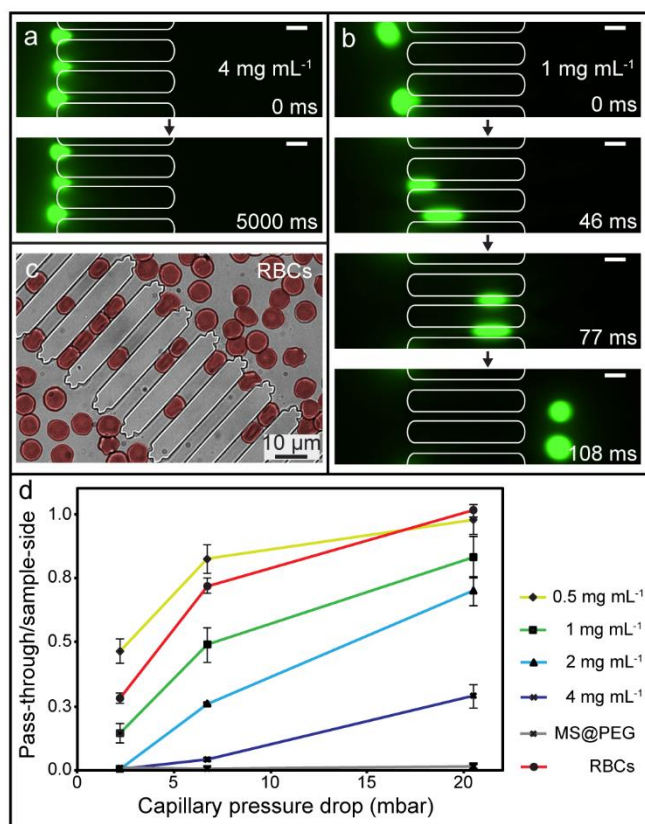 a
4 mg mL⁻¹
0 ms
5000 ms
b
1 mg mL⁻¹
0 ms
46 ms
77 ms
108 ms
c
RBCs
10 μm
d
Pass-through/sample-side
1.0
0.8
0.5
0.3
0.0
2
5
10
15
20
Capillary pressure drop (mbar)
0.5 mg mL⁻¹
1 mg mL⁻¹
2 mg mL⁻¹
4 mg mL⁻¹
MS@PEG
RBCs